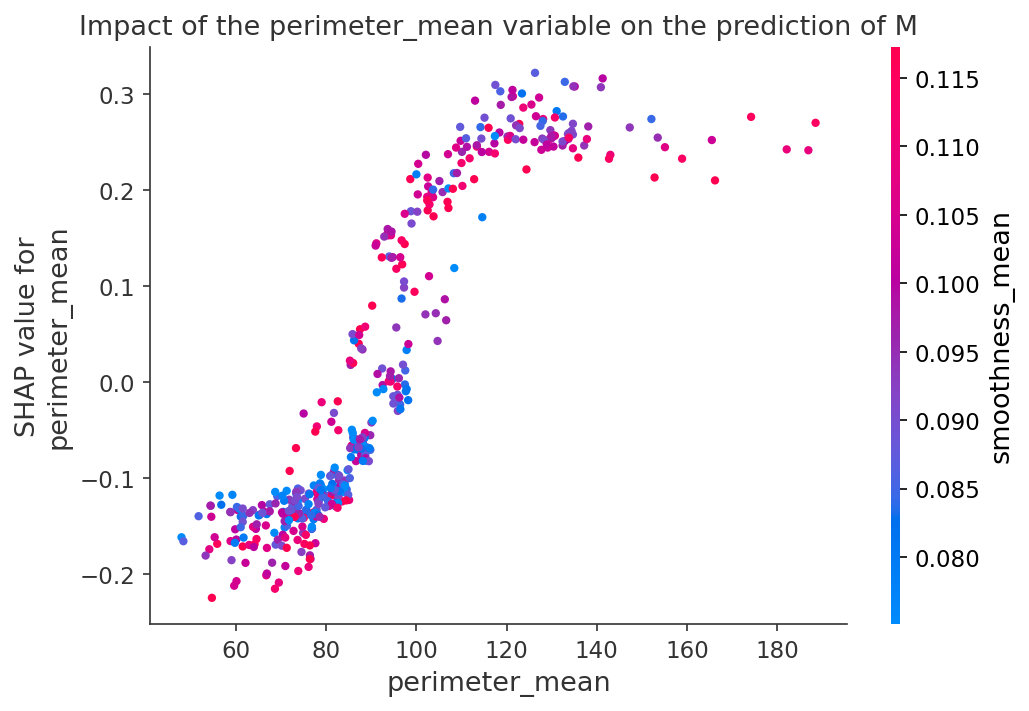 Impact of the perimeter_mean variable on the prediction of M
SHAP value for
perimeter_mean
0.3
0.2
0.1
0.0
−0.1
−0.2
60 80 100 120 140 160 180
perimeter_mean
0.115
0.110
0.105
0.100
0.095
0.090
0.085
0.080
smoothness_mean